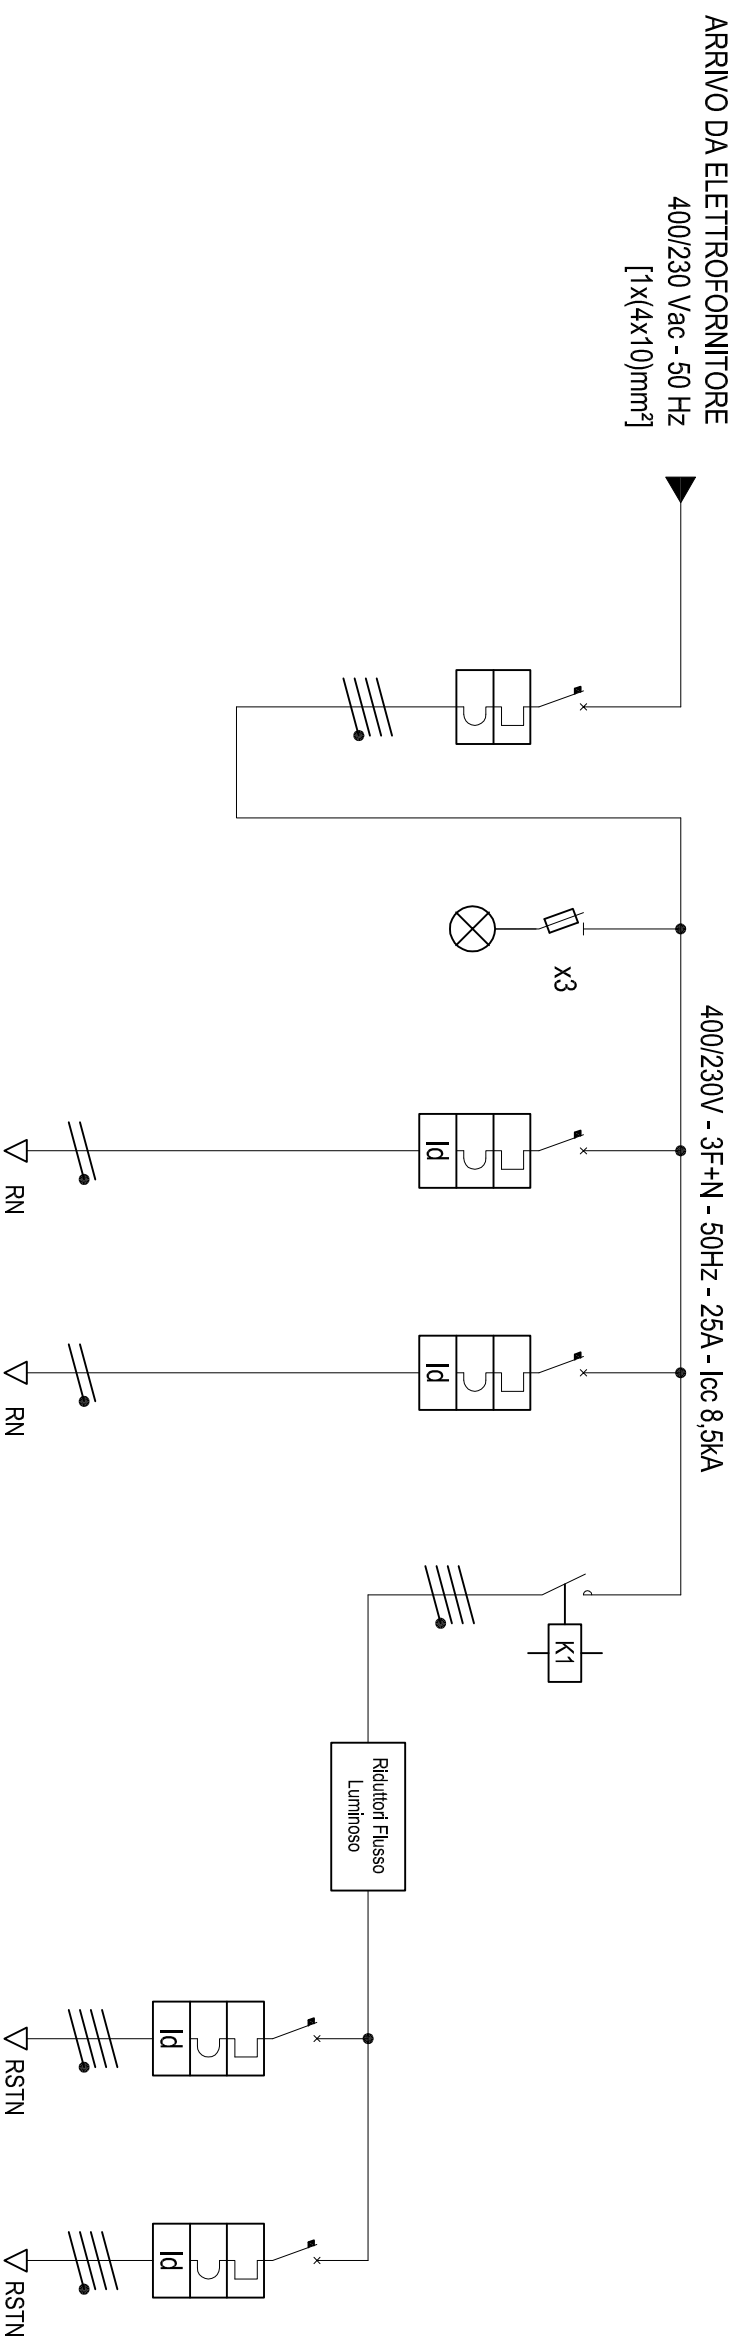 ARRIVO DA ELETTROFORNITORE
400/230 Vac - 50 Hz
[1x(4x10)mm²]
400/230V - 3F+N - 50Hz - 25A - Icc 8,5kA
x3
Id
RN
Id
RN
K1
Riduttori Flusso
Luminoso
Id
RSTN
Id
RSTN